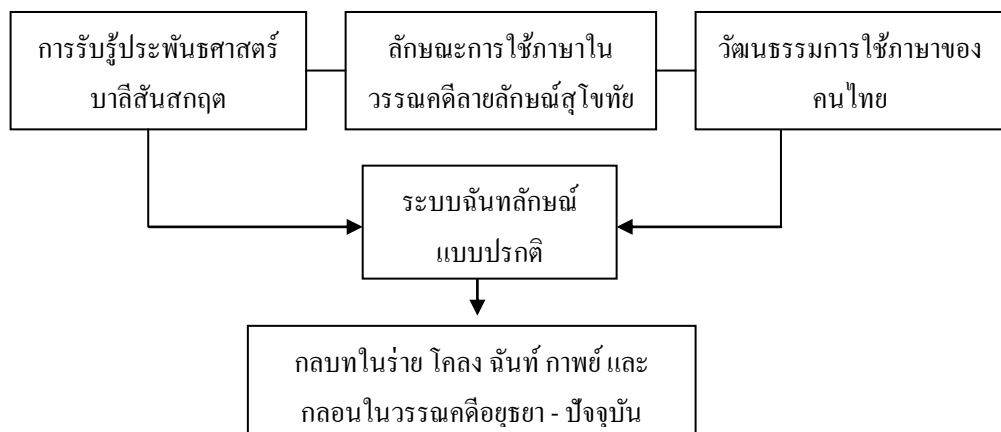 การรับรู้ประพันธศาสตร์
บาลีสันสกฤต
ลักษณะการใช้ภาษาใน
วรรณคดีลายลักษณ์สุโขทัย
วัฒนธรรมการใช้ภาษาของ
คนไทย
ระบบฉันทลักษณ์
แบบปรกติ
กลบทในร่าย โคลง ฉันท์ กาพย์ และ
กลอนในวรรณคดีอยุธยา - ปัจจุบัน